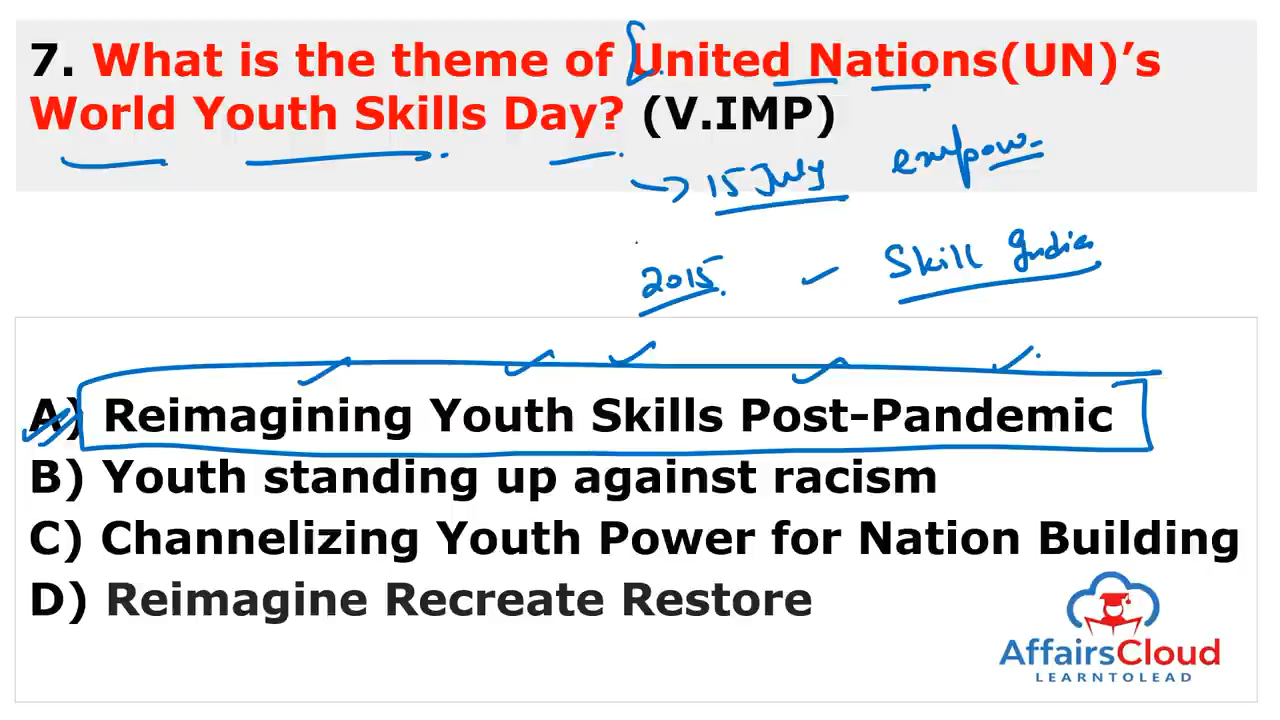 7. What is the theme of United Nations(UN)’s
World Youth Skills Day? (V.IMP)
→ 15 July empow.
2015. - Skill India
A) Reimagining Youth Skills Post-Pandemic
B) Youth standing up against racism
C) Channelizing Youth Power for Nation Building
D) Reimagine Recreate Restore
AffairsCloud
LEARNTOLEAD